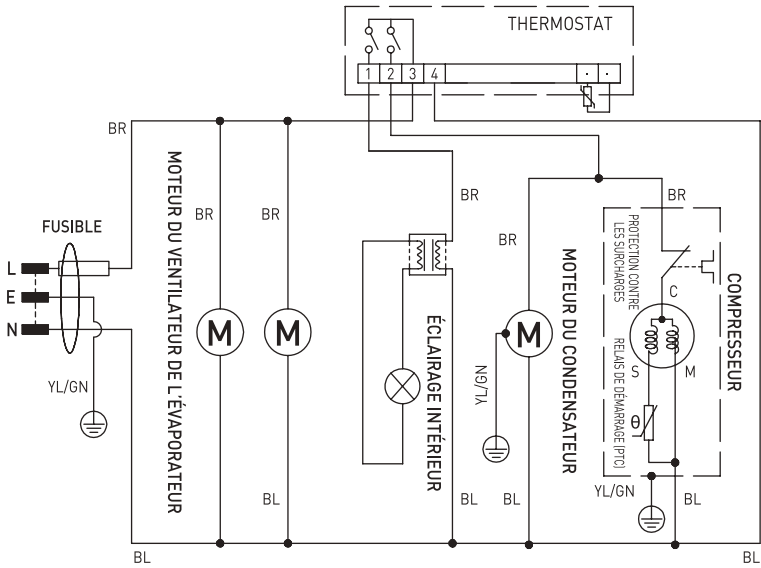 THERMOSTAT
1 2 3 4
BR
MOTEUR DU VENTILATEUR DE L'ÉVAPORATEUR
BR
BR
BR
BR
BR
FUSIBLE
L
E
N
YL/GN
ÉCLAIRAGE INTÉRIEUR
YL/GN
M
M
M
MOTEUR DU CONDENSATEUR
PROTECTION CONTRE
LES SURCHARGES
C
S
M
RELAIS DE DÉMARRAGE (PTC)
θ
COMPRESSEUR
YL/GN
BL
BL
BL
BL
BL
BL